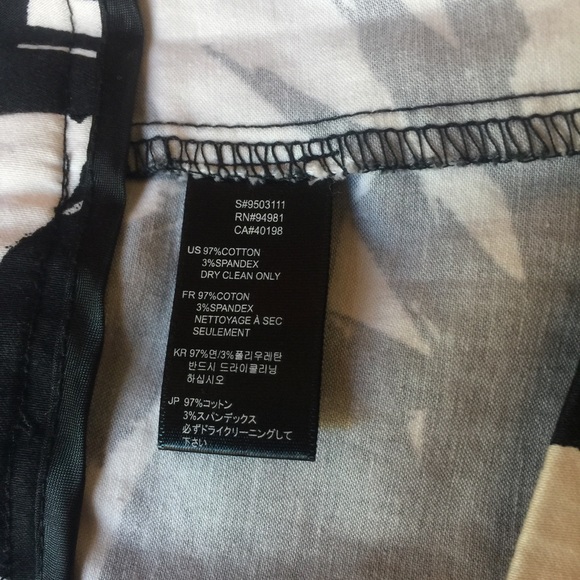 S#9503111
RN#94981
CA#40198
US 97%COTTON
3%SPANDEX
DRY CLEAN ONLY
FR 97%COTON
3%SPANDEX
NETTOYAGE À SEC
SEULEMENT
KR 97%면/3%폴리우레탄
반드시 드라이클리닝
하십시오
JP 97%コットン
3%スパンデックス
必ずドライクリーニングして
下さい